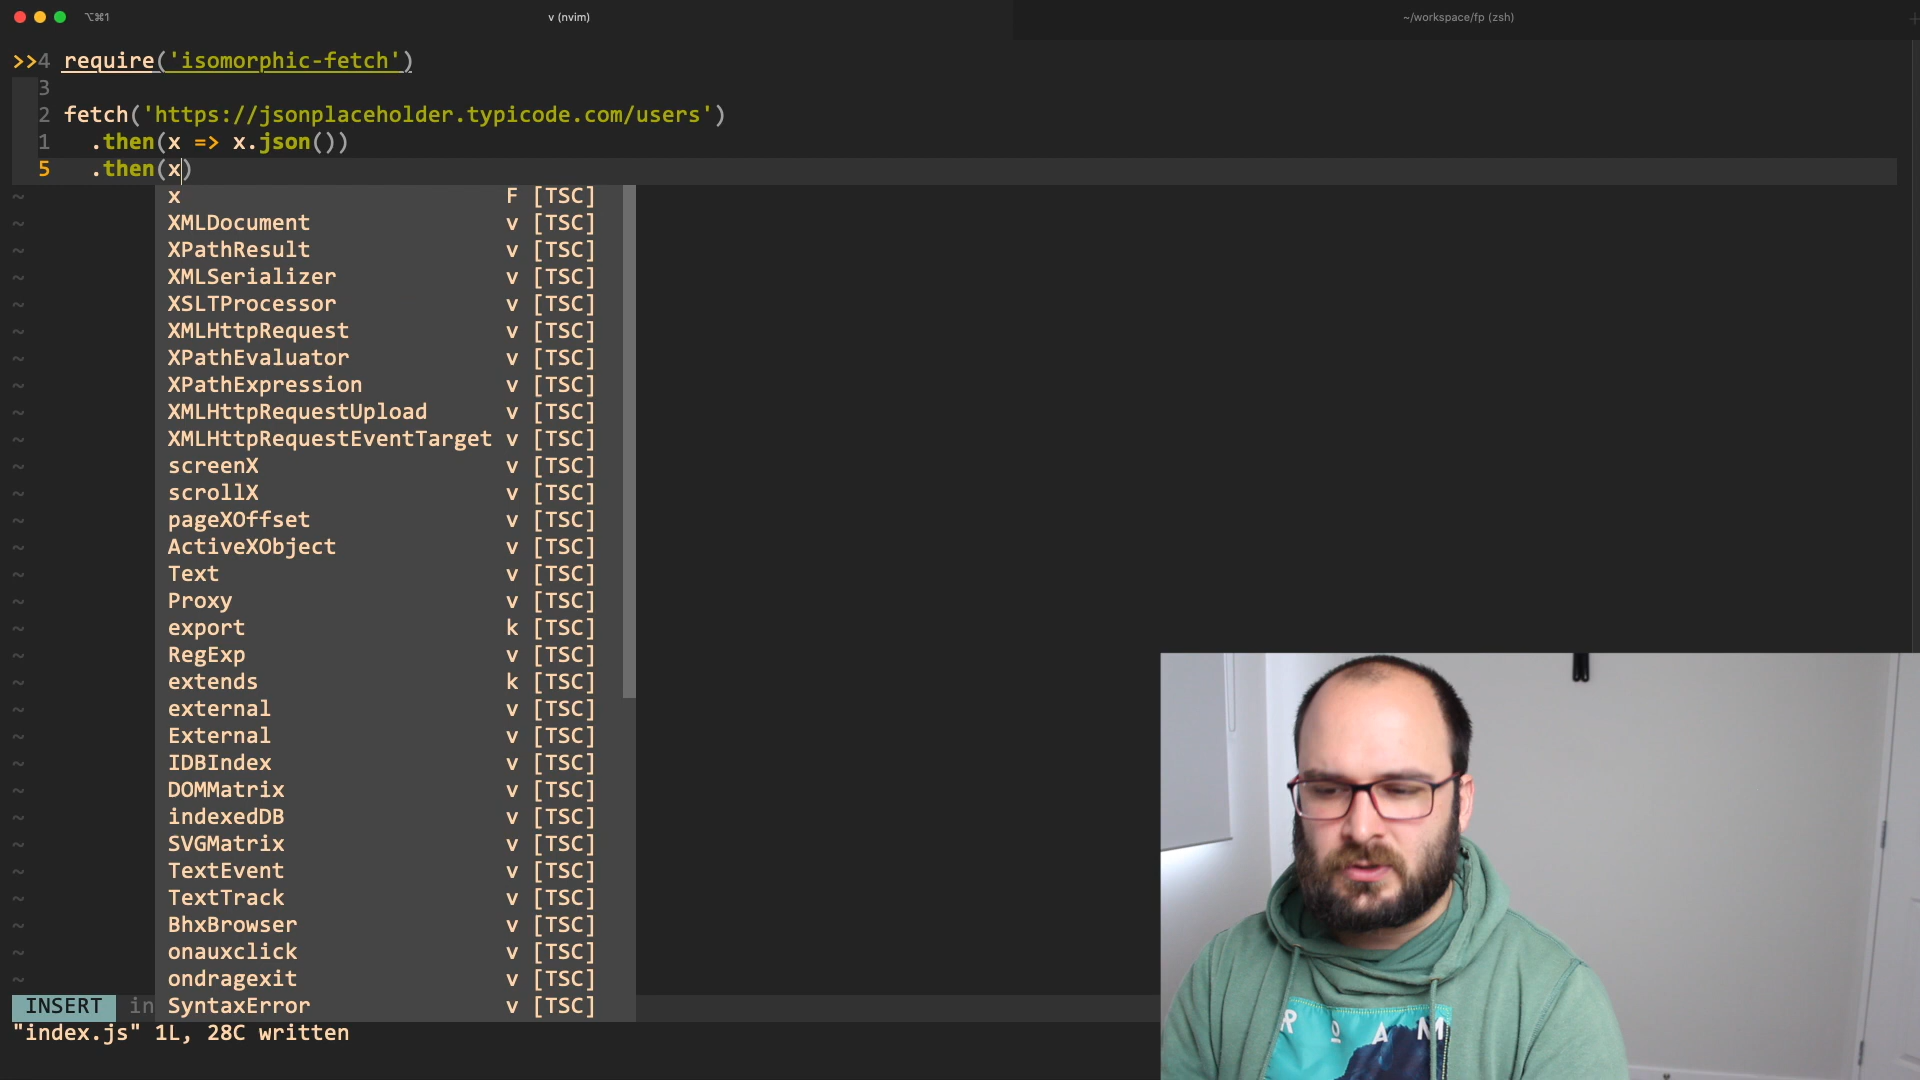 ⌥⌘1 v (nvim) ~/workspace/fp (zsh)
>>4 require('isomorphic-fetch')
3
2 fetch('https://jsonplaceholder.typicode.com/users')
1 .then(x => x.json())
5 .then(x)
~ x F [TSC]
~ XMLDocument v [TSC]
~ XPathResult v [TSC]
~ XMLSerializer v [TSC]
~ XSLTProcessor v [TSC]
~ XMLHttpRequest v [TSC]
~ XPathEvaluator v [TSC]
~ XPathExpression v [TSC]
~ XMLHttpRequestUpload v [TSC]
~ XMLHttpRequestEventTarget v [TSC]
~ screenX v [TSC]
~ scrollX v [TSC]
~ pageXOffset v [TSC]
~ ActiveXObject v [TSC]
~ Text v [TSC]
~ Proxy v [TSC]
~ export k [TSC]
~ RegExp v [TSC]
~ extends k [TSC]
~ external v [TSC]
~ External v [TSC]
~ IDBIndex v [TSC]
~ DOMMatrix v [TSC]
~ indexedDB v [TSC]
~ SVGMatrix v [TSC]
~ TextEvent v [TSC]
~ TextTrack v [TSC]
~ BhxBrowser v [TSC]
~ onauxclick v [TSC]
~ ondragexit v [TSC]
INSERT in SyntaxError v [TSC]
"index.js" 1L, 28C written
ROAM